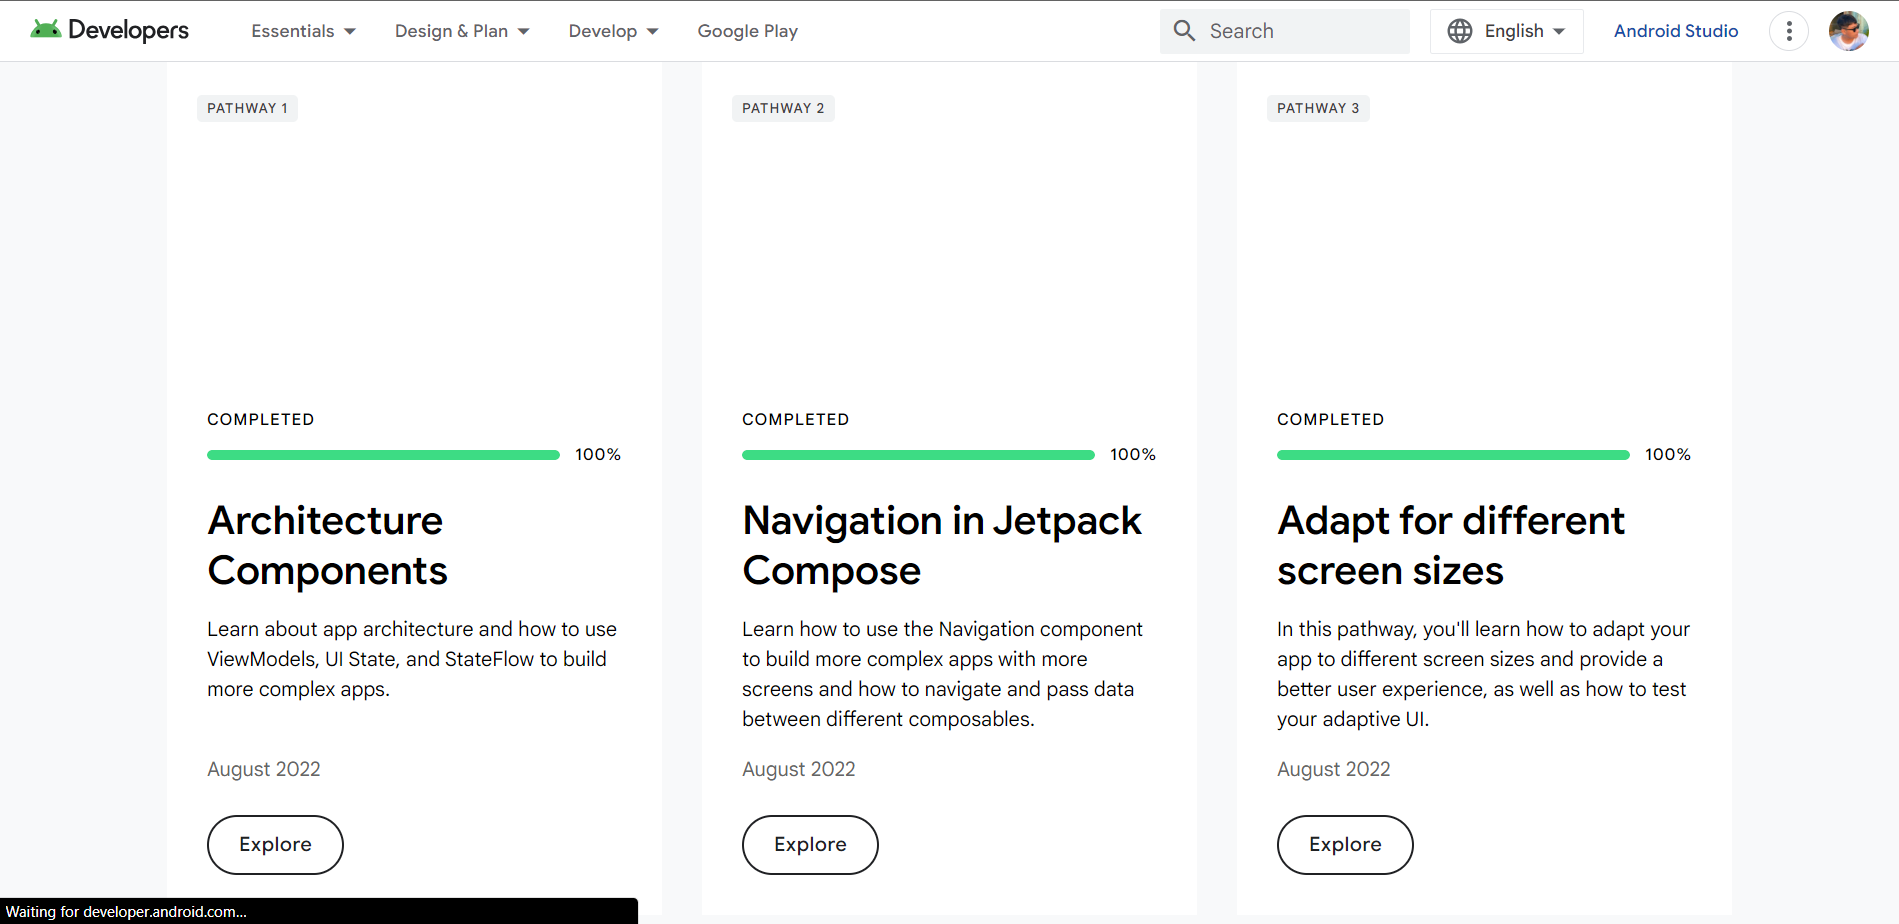 Developers Essentials Design & Plan Develop Google Play Search English Android Studio
PATHWAY 1
COMPLETED
100%
Architecture
Components
Learn about app architecture and how to use
ViewModels, UI State, and StateFlow to build
more complex apps.
August 2022
Explore
PATHWAY 2
COMPLETED
100%
Navigation in Jetpack
Compose
Learn how to use the Navigation component
to build more complex apps with more
screens and how to navigate and pass data
between different composables.
August 2022
Explore
PATHWAY 3
COMPLETED
100%
Adapt for different
screen sizes
In this pathway, you'll learn how to adapt your
app to different screen sizes and provide a
better user experience, as well as how to test
your adaptive UI.
August 2022
Explore
Waiting for developer.android.com...